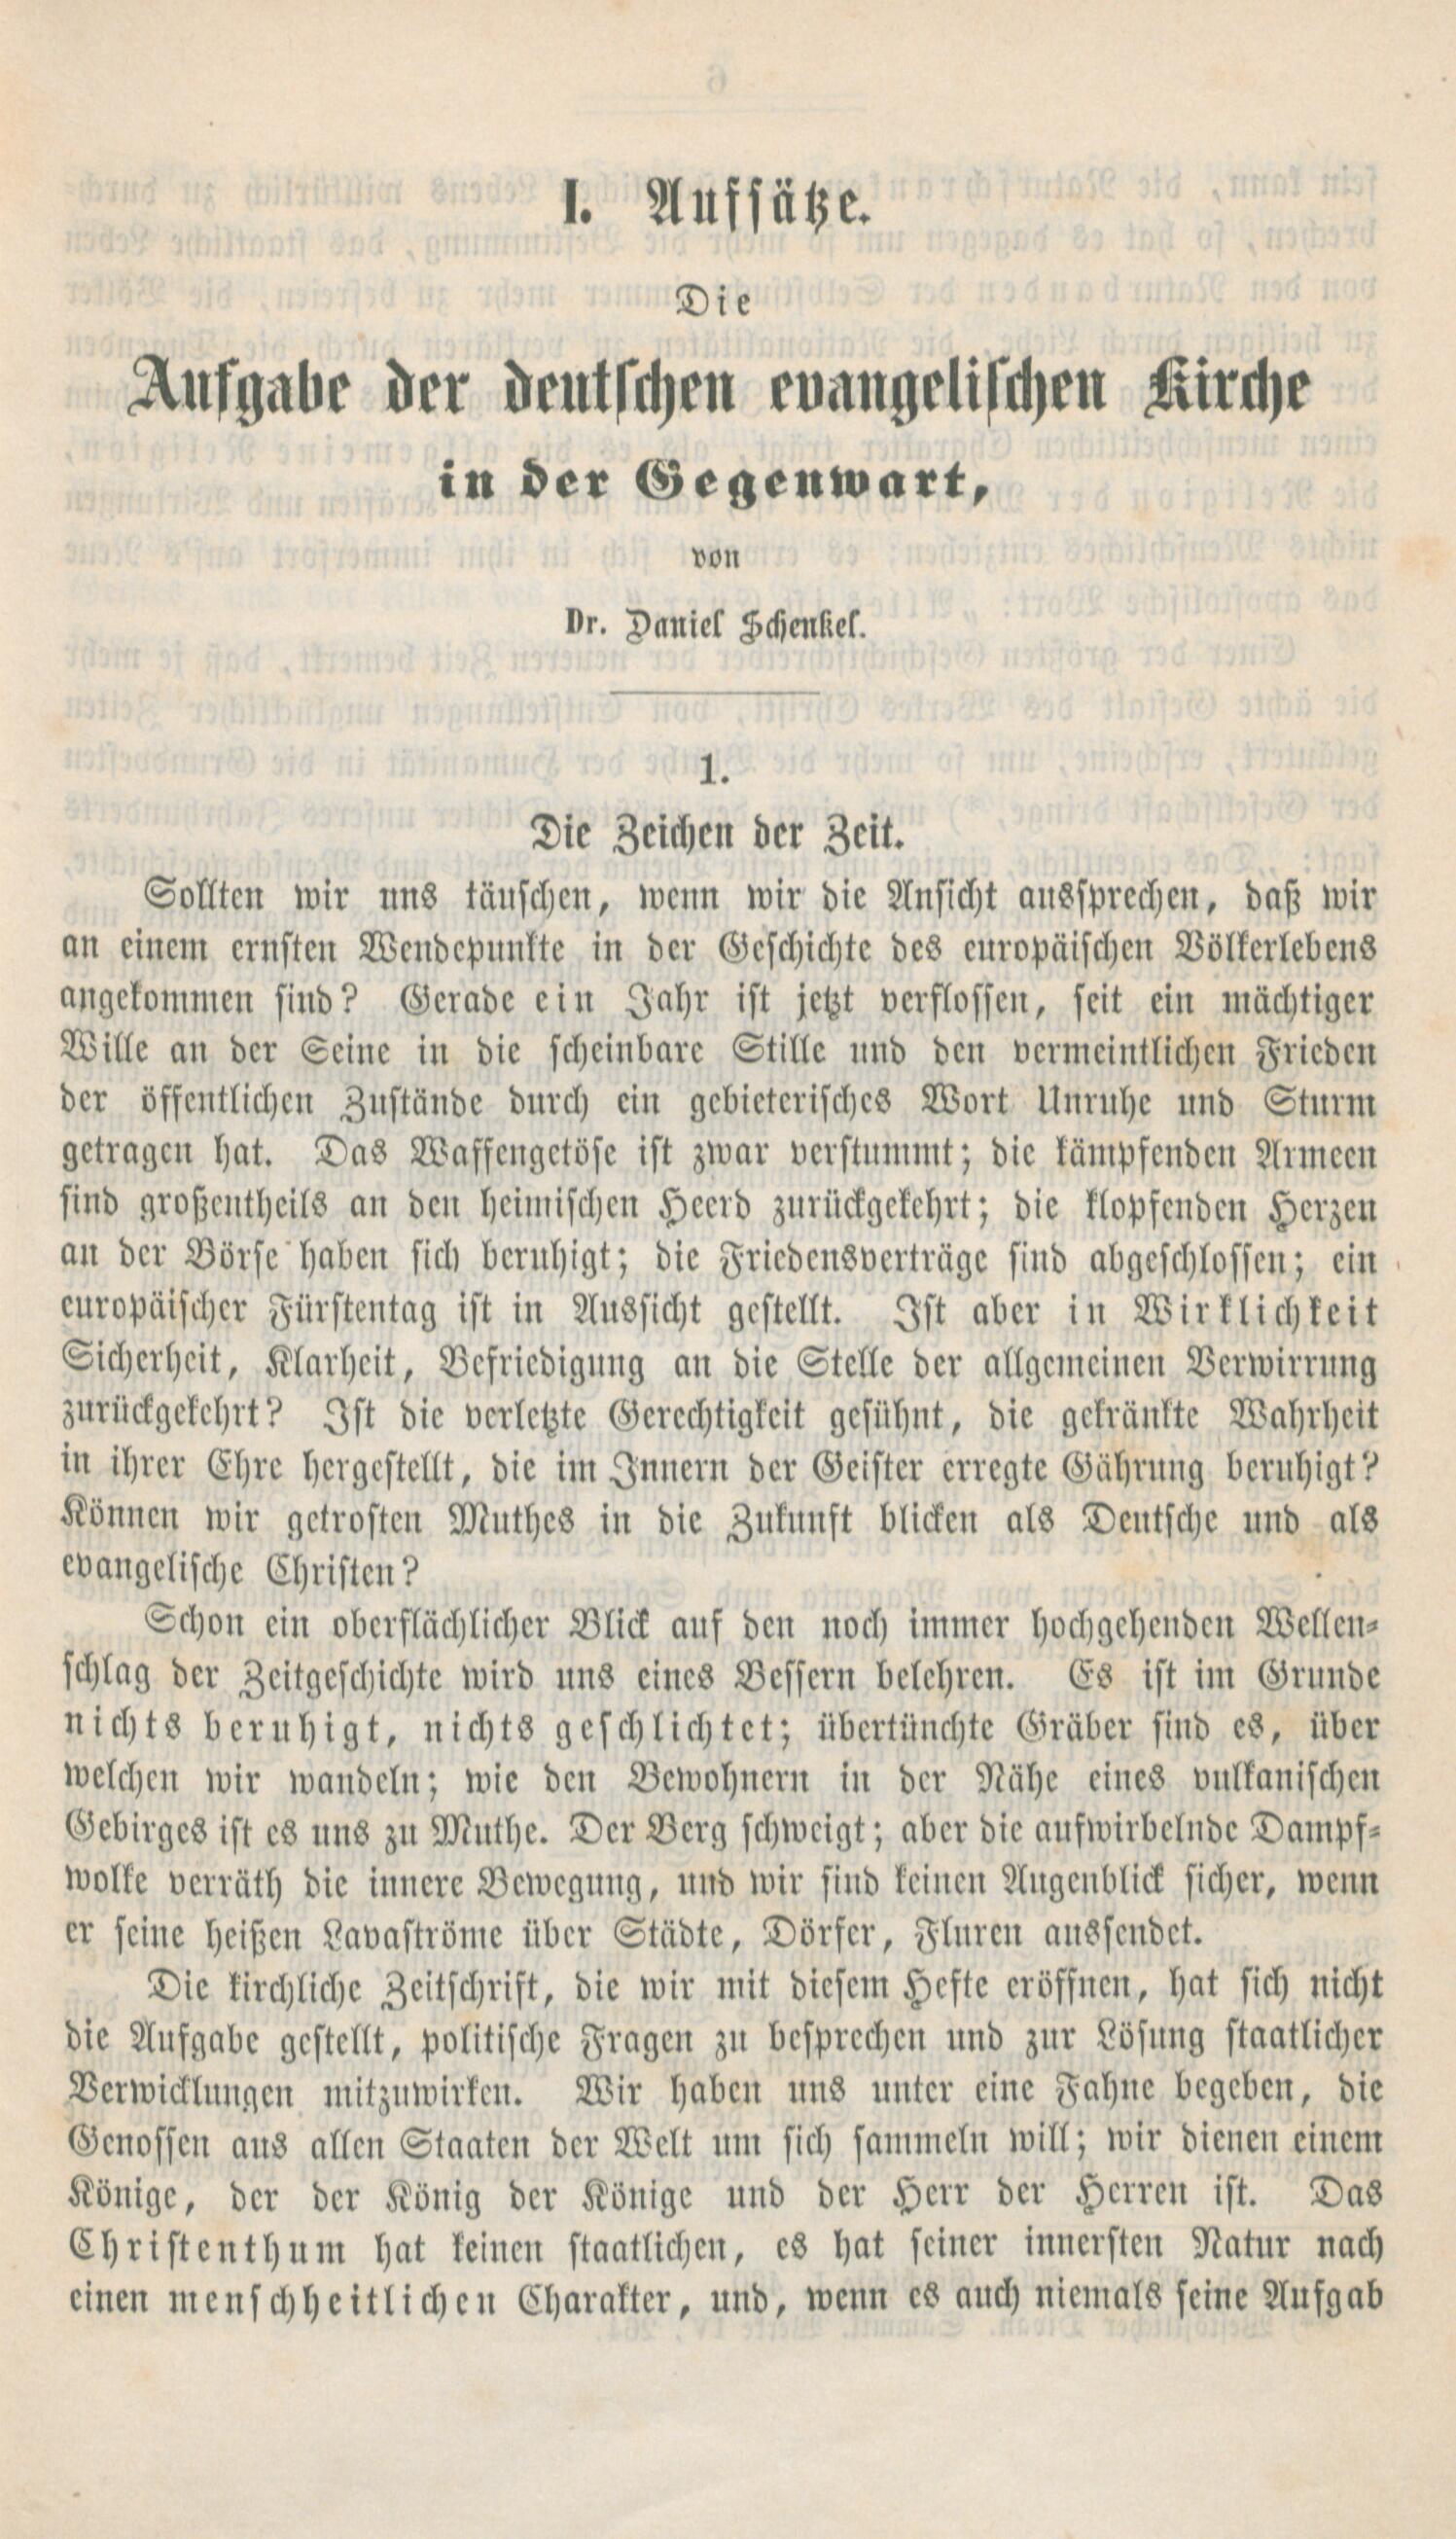 I. Aufsätze.
Die
Aufgabe der deutschen evangelischen Kirche
in der Gegenwart,
von
Dr. Daniel Schenkel.
1.
Die Zeichen der Zeit.
Sollten wir uns täuschen, wenn wir die Ansicht aussprechen, daß wir
an einem ernsten Wendepunkte in der Geschichte des europäischen Völkerlebens
angekommen sind? Gerade ein Jahr ist jetzt verflossen, seit ein mächtiger
Wille an der Seine in die scheinbare Stille und den vermeintlichen Frieden
der öffentlichen Zustände durch ein gebieterisches Wort Unruhe und Sturm
getragen hat. Das Waffengetöse ist zwar verstummt; die kämpfenden Armeen
sind großentheils an den heimischen Heerd zurückgekehrt; die klopfenden Herzen
an der Börse haben sich beruhigt; die Friedensverträge sind abgeschlossen; ein
europäischer Fürstentag ist in Aussicht gestellt. Ist aber in Wirklichkeit
Sicherheit, Klarheit, Befriedigung an die Stelle der allgemeinen Verwirrung
zurückgekehrt? Ist die verletzte Gerechtigkeit gesühnt, die gekränkte Wahrheit
in ihrer Ehre hergestellt, die im Innern der Geister erregte Gährung beruhigt?
Können wir getrosten Muthes in die Zukunft blicken als Deutsche und als
evangelische Christen?
Schon ein oberflächlicher Blick auf den noch immer hochgehenden Wellen-
schlag der Zeitgeschichte wird uns eines Bessern belehren. Es ist im Grunde
nichts beruhigt, nichts geschlichtet; übertünchte Gräber sind es, über
welchen wir wandeln; wie den Bewohnern in der Nähe eines vulkanischen
Gebirges ist es uns zu Muthe. Der Berg schweigt; aber die aufwirbelnde Dampf-
wolke verräth die innere Bewegung, und wir sind keinen Augenblick sicher, wenn
er seine heißen Lavaströme über Städte, Dörfer, Fluren aussendet.
Die kirchliche Zeitschrift, die wir mit diesem Hefte eröffnen, hat sich nicht
die Aufgabe gestellt, politische Fragen zu besprechen und zur Lösung staatlicher
Verwicklungen mitzuwirken. Wir haben uns unter eine Fahne begeben, die
Genossen aus allen Staaten der Welt um sich sammeln will; wir dienen einem
Könige, der der König der Könige und der Herr der Herren ist. Das
Christenthum hat keinen staatlichen, es hat seiner innersten Natur nach
einen menschheitlichen Charakter, und, wenn es auch niemals seine Aufgab